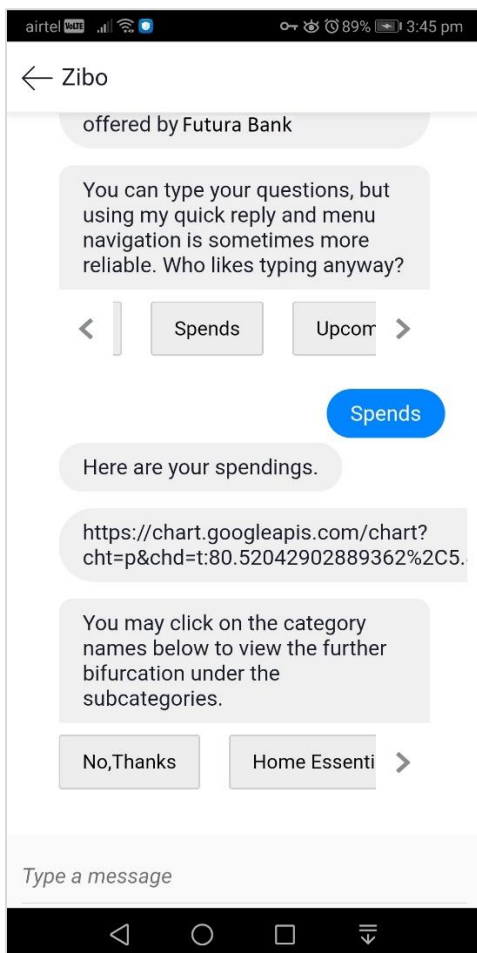 airtel VoLTE 89% 3:45 pm
Zibo
offered by Futura Bank
You can type your questions, but
using my quick reply and menu
navigation is sometimes more
reliable. Who likes typing anyway?
Spends Upcom
Spends
Here are your spendings.
https://chart.googleapis.com/chart?
cht=p&chd=t:80.52042902889362%2C5.
You may click on the category
names below to view the further
bifurcation under the
subcategories.
No,Thanks Home Essenti
Type a message